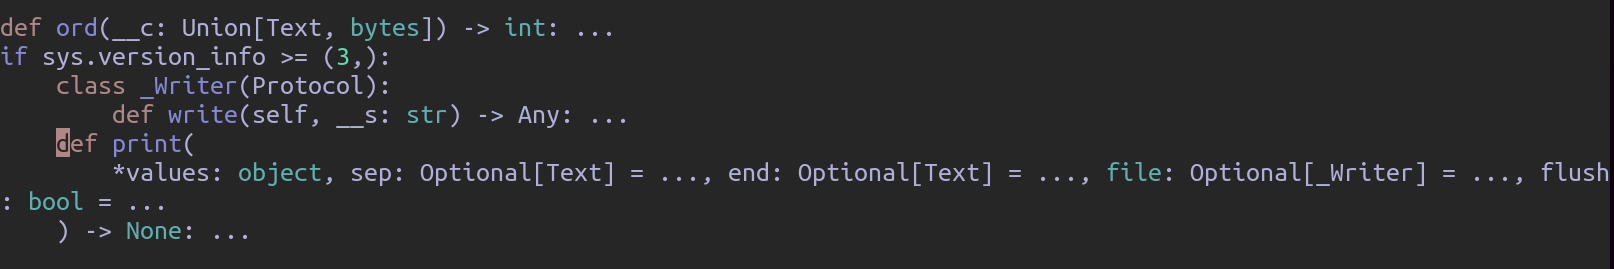 def ord(__c: Union[Text, bytes]) -> int: ...
if sys.version_info >= (3,):
    class _Writer(Protocol):
        def write(self, __s: str) -> Any: ...
    def print(
        *values: object, sep: Optional[Text] = ..., end: Optional[Text] = ..., file: Optional[_Writer] = ..., flush
: bool = ...
    ) -> None: ...